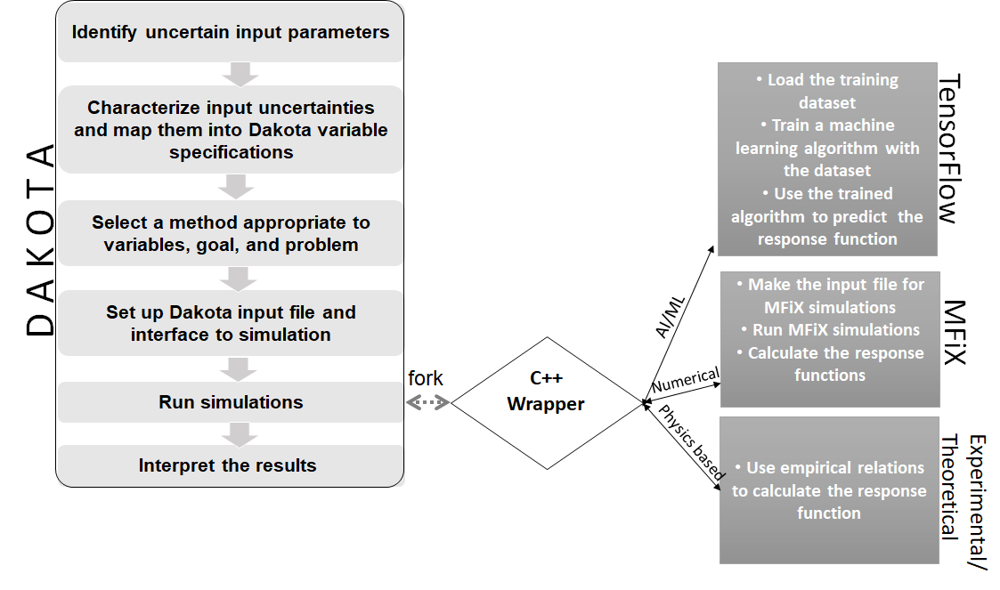 DAKOTA
Identify uncertain input parameters
Characterize input uncertainties
and map them into Dakota variable
specifications
Select a method appropriate to
variables, goal, and problem
Set up Dakota input file and
interface to simulation
Run simulations
Interpret the results
fork
C++
Wrapper
AI/ML
Numerical
Physics based
• Load the training
dataset
• Train a machine
learning algorithm with
the dataset
• Use the trained
algorithm to predict the
response function
TensorFlow
• Make the input file for
MFiX simulations
• Run MFiX simulations
• Calculate the response
functions
MFiX
• Use empirical relations
to calculate the response
function
Experimental/
Theoretical